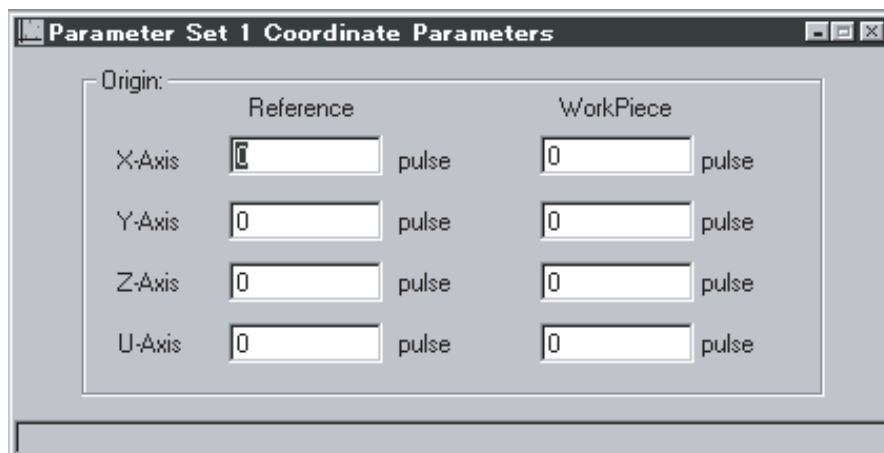 Parameter Set 1 Coordinate Parameters
Origin:
Reference WorkPiece
X-Axis 0 pulse 0 pulse
Y-Axis 0 pulse 0 pulse
Z-Axis 0 pulse 0 pulse
U-Axis 0 pulse 0 pulse